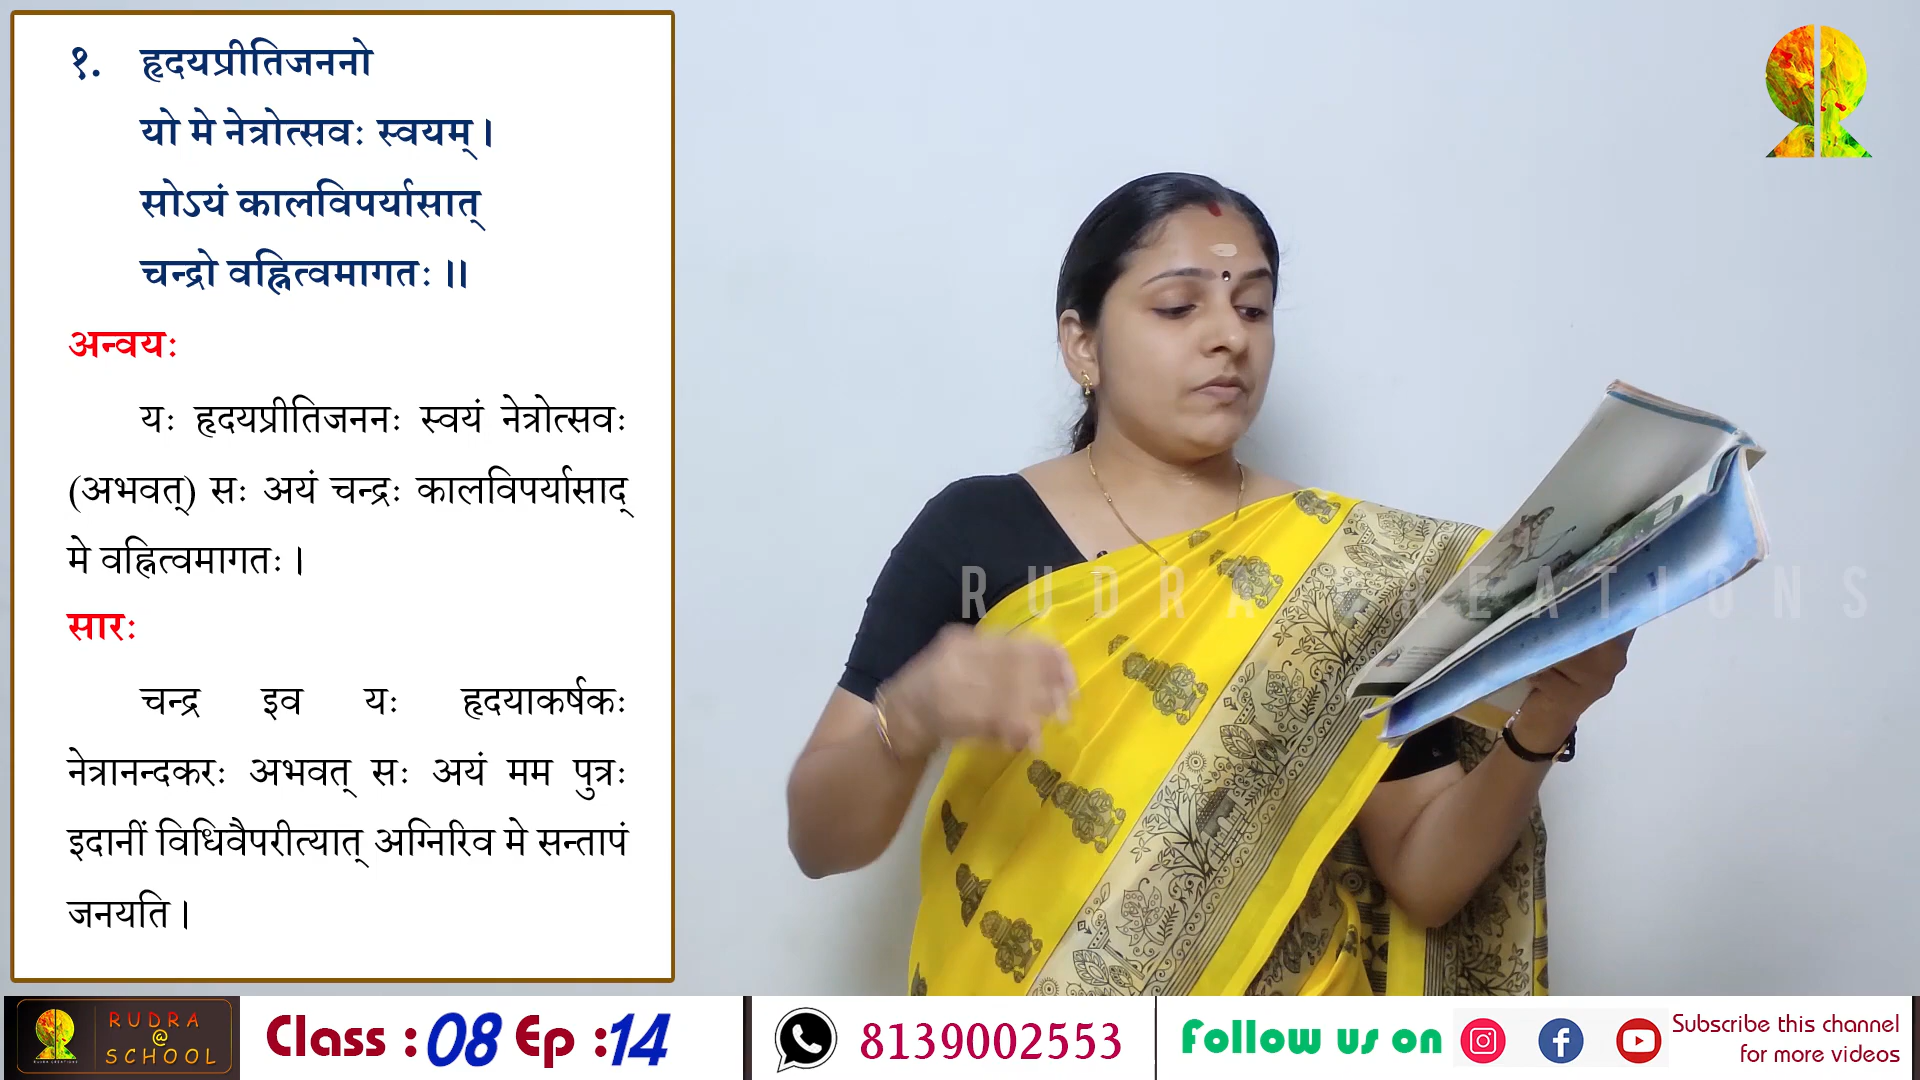 १. हृदयप्रीतिजननो
यो मे नेत्रोत्सवः स्वयम् ।
सोऽयं कालविपर्यासात्
चन्द्रो वह्नित्वमागतः ।।
अन्वयः
यः हृदयप्रीतिजननः स्वयं नेत्रोत्सवः
(अभवत्) सः अयं चन्द्रः कालविपर्यासाद्
मे वह्नित्वमागतः ।
सारः
चन्द्र इव यः हृदयाकर्षकः
नेत्रानन्दकरः अभवत् सः अयं मम पुत्रः
इदानीं विधिवैपरीत्यात् अग्निरिव मे सन्तापं
जनयति ।
RUDRA CREATIONS
RUDRA
@
SCHOOL
Class : 08 Ep :14
8139002553
Follow us on
Subscribe this channel
for more videos